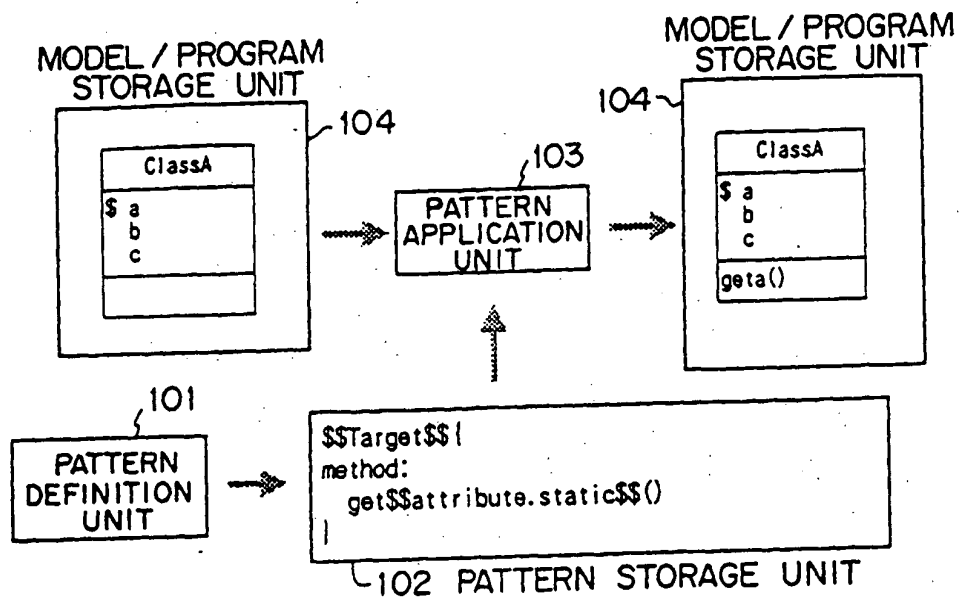 MODEL / PROGRAM
STORAGE UNIT
104
ClassA
$ a
b
c
103
PATTERN
APPLICATION
UNIT
MODEL / PROGRAM
STORAGE UNIT
104
ClassA
$ a
b
c
geta()
101
PATTERN
DEFINITION
UNIT
$$Target$${
method:
get$$attribute.static$$()
}
102 PATTERN STORAGE UNIT